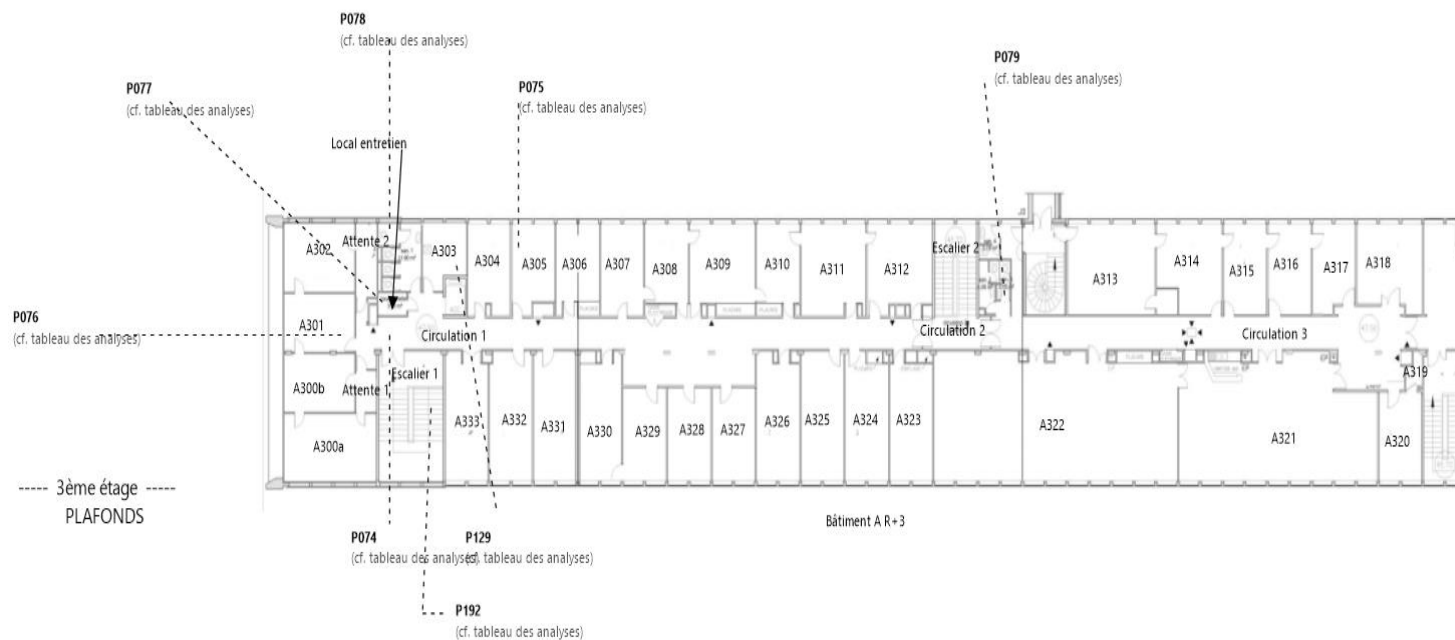 P078
(cf. tableau des analyses)
P079
(cf. tableau des analyses)
P077
(cf. tableau des analyses)
P075
(cf. tableau des analyses)
Local entretien
A302
Attente 2
A303
A304
A305
A306
A307
A308
A309
A310
A311
A312
Escalier 2
A313
A314
A315
A316
A317
A318
P076
(cf. tableau des analyses)
A301
Circulation 1
Circulation 2
Circulation 3
A300b
Attente 1
Escalier 1
A319
A300a
A333
A332
A331
A330
A329
A328
A327
A326
A325
A324
A323
A322
A321
A320
----- 3ème étage -----
PLAFONDS
Bâtiment A R+3
P074
(cf. tableau des analyses)
P129
(cf. tableau des analyses)
P192
(cf. tableau des analyses)